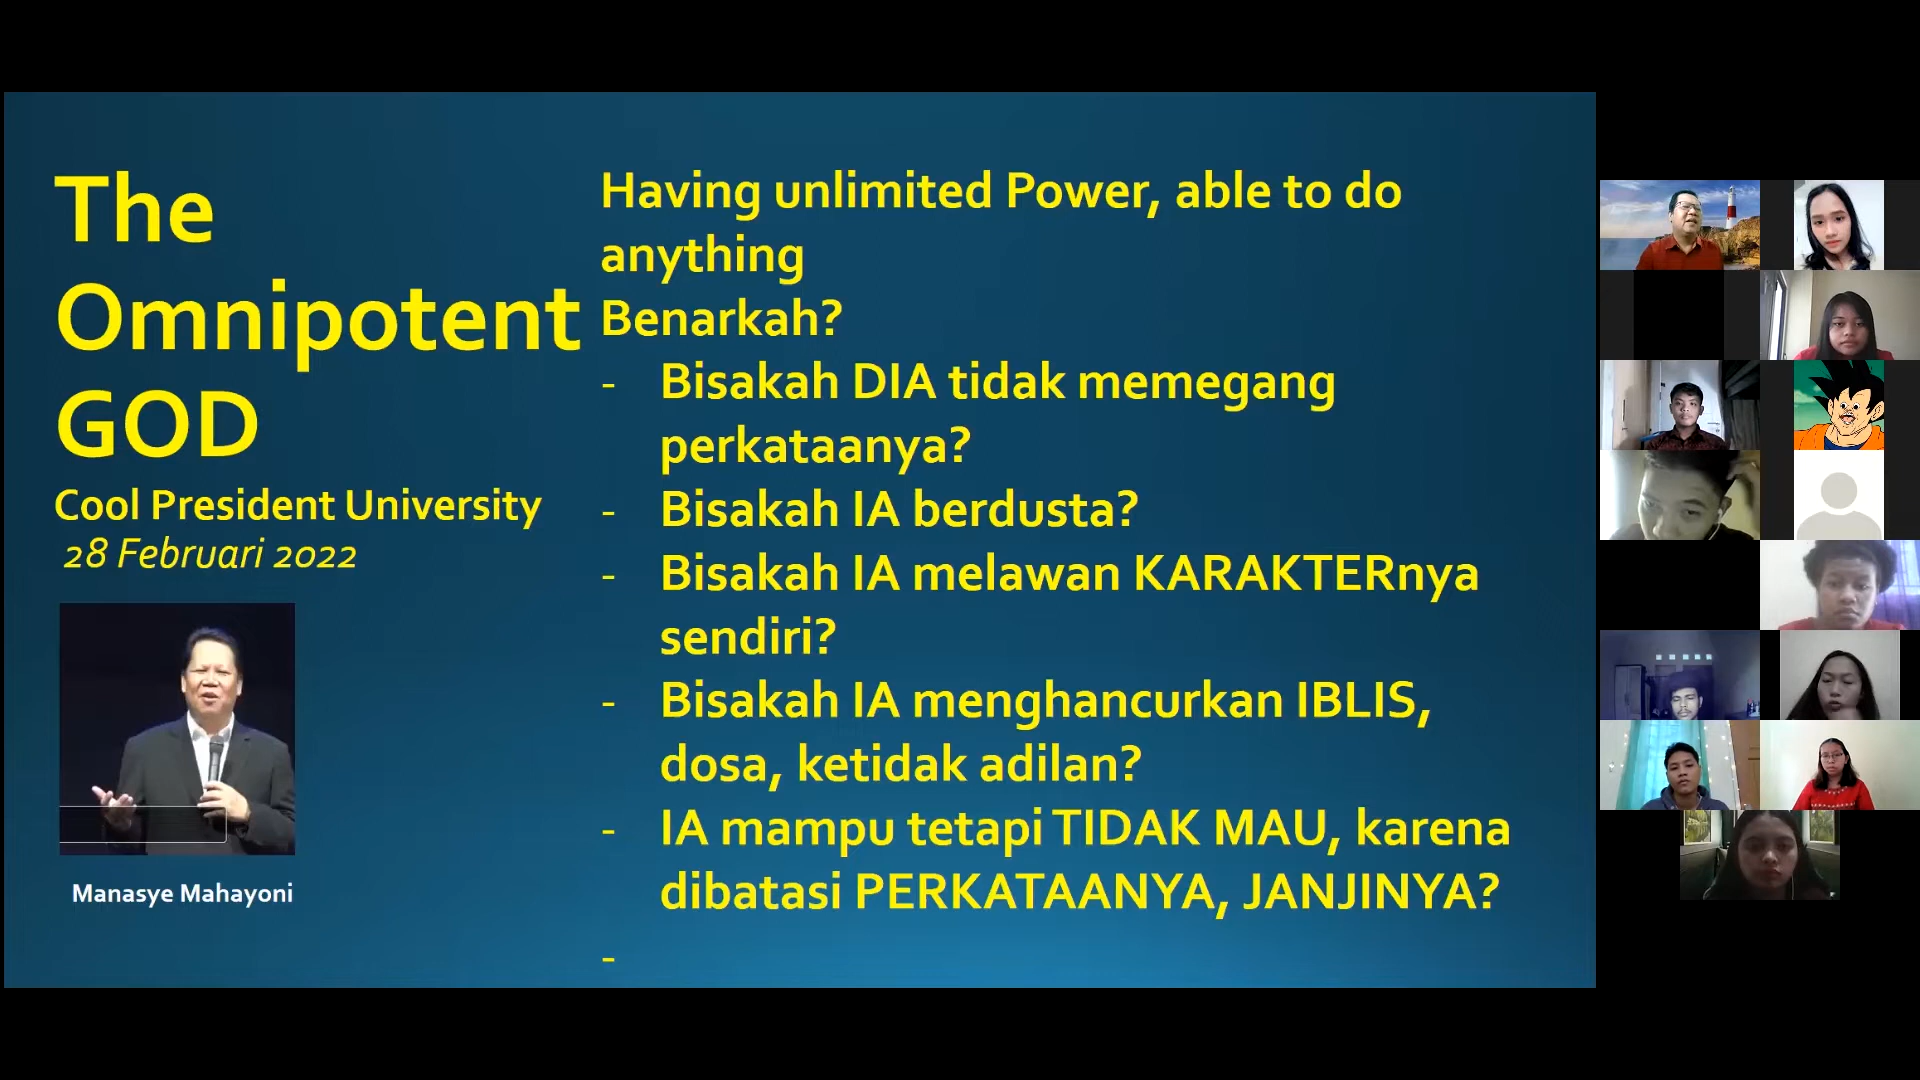 The
Omnipotent
GOD
Cool President University
28 Februari 2022
Manasye Mahayoni
Having unlimited Power, able to do
anything
Benarkah?
- Bisakah DIA tidak memegang
perkataanya?
- Bisakah IA berdusta?
- Bisakah IA melawan KARAKTERnya
sendiri?
- Bisakah IA menghancurkan IBLIS,
dosa, ketidak adilan?
- IA mampu tetapi TIDAK MAU, karena
dibatasi PERKATAANYA, JANJINYA?
-